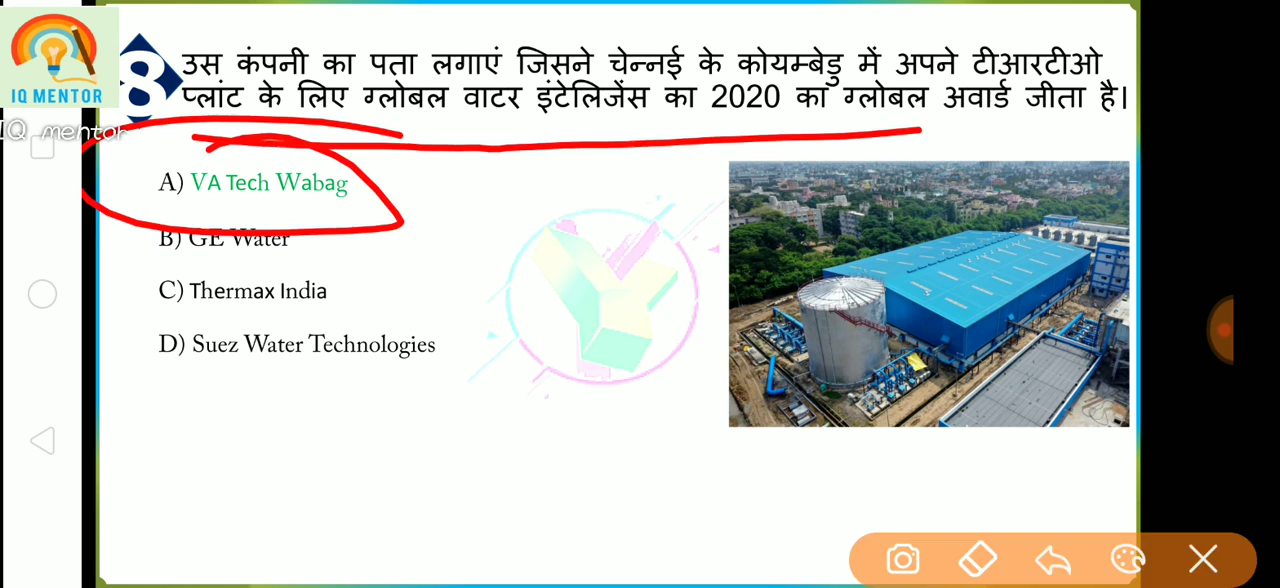 IQ MENTOR
IQ mentor
8
उस कंपनी का पता लगाएं जिसने चेन्नई के कोयम्बेडु में अपने टीआरटीओ
प्लांट के लिए ग्लोबल वाटर इंटेलिजेंस का 2020 का ग्लोबल अवार्ड जीता है।
A) VA Tech Wabag
B) GE Water
C) Thermax India
D) Suez Water Technologies